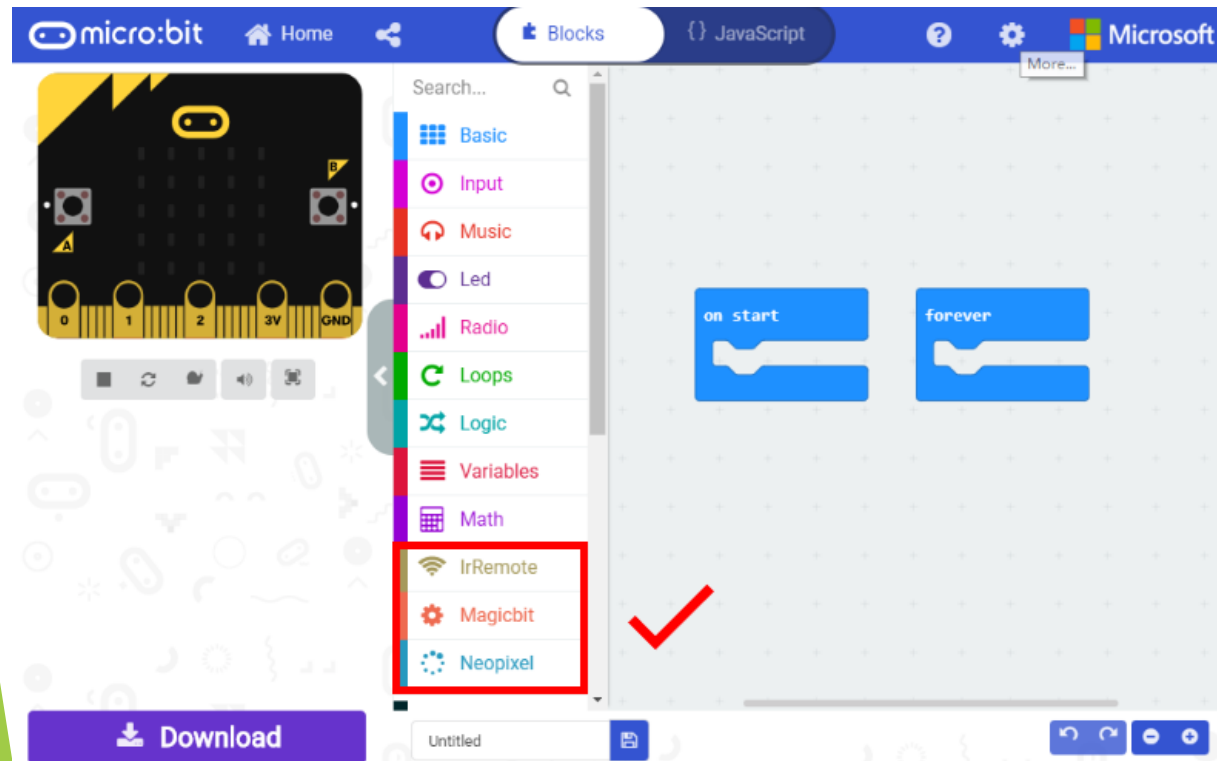 micro:bit Home Blocks {} JavaScript ? Microsoft
More...
Search...
Basic
Input
Music
Led
Radio
Loops
Logic
Variables
Math
IrRemote
Magicbit
Neopixel
B
A
0 1 2 3V GND
on start forever
Download
Untitled